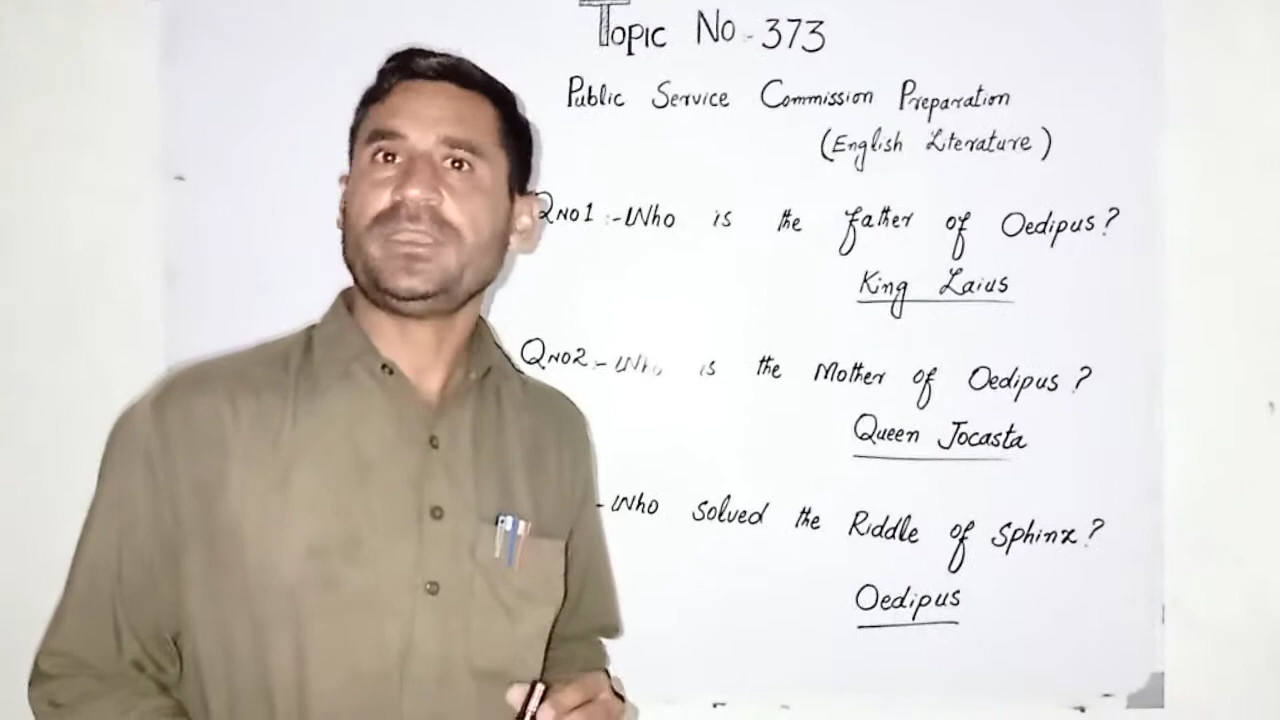 Topic No - 373
Public Service Commission Preparation
(English Literature)
QNO1 :- Who is the father of Oedipus?
King Laius
QNO2 :- Who is the Mother of Oedipus?
Queen Jocasta
- Who solved the Riddle of Sphinx?
Oedipus